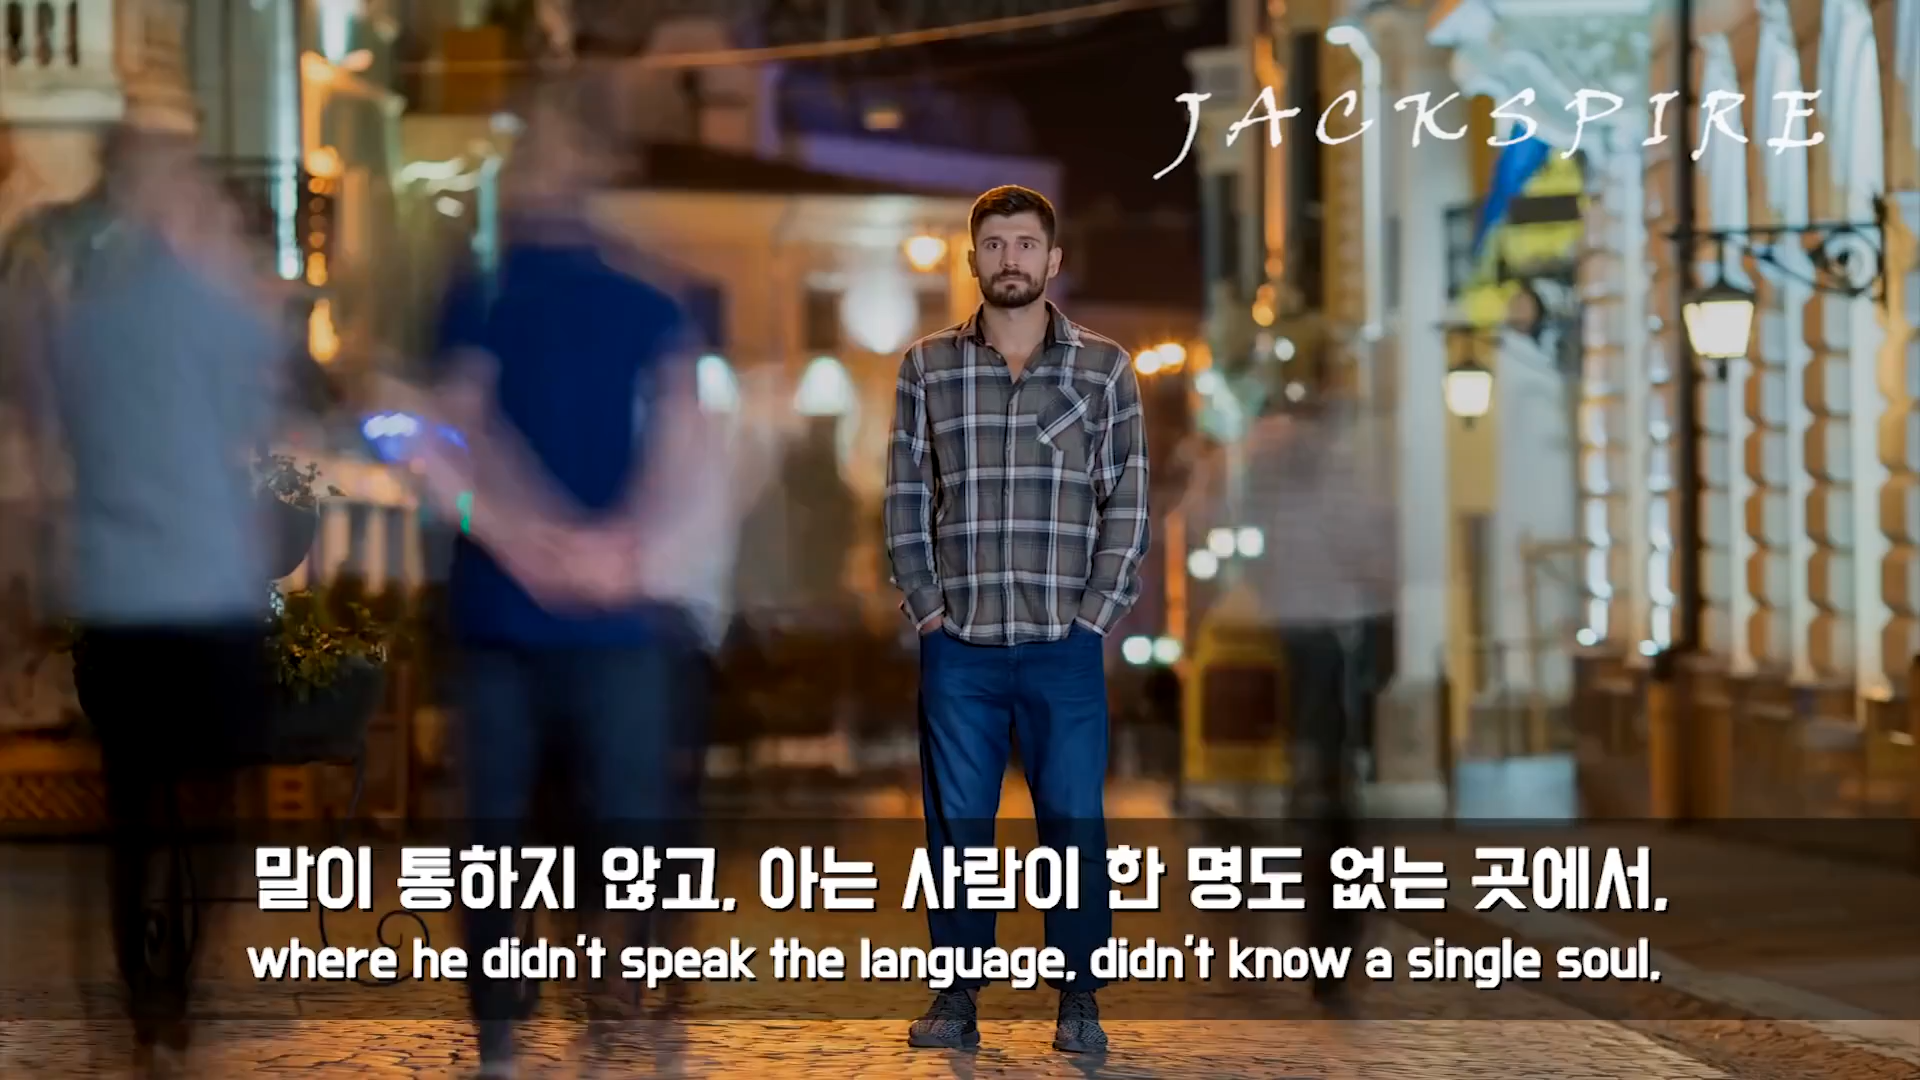 JACKSPIRE
말이 통하지 않고, 아는 사람이 한 명도 없는 곳에서,
where he didn't speak the language, didn't know a single soul,